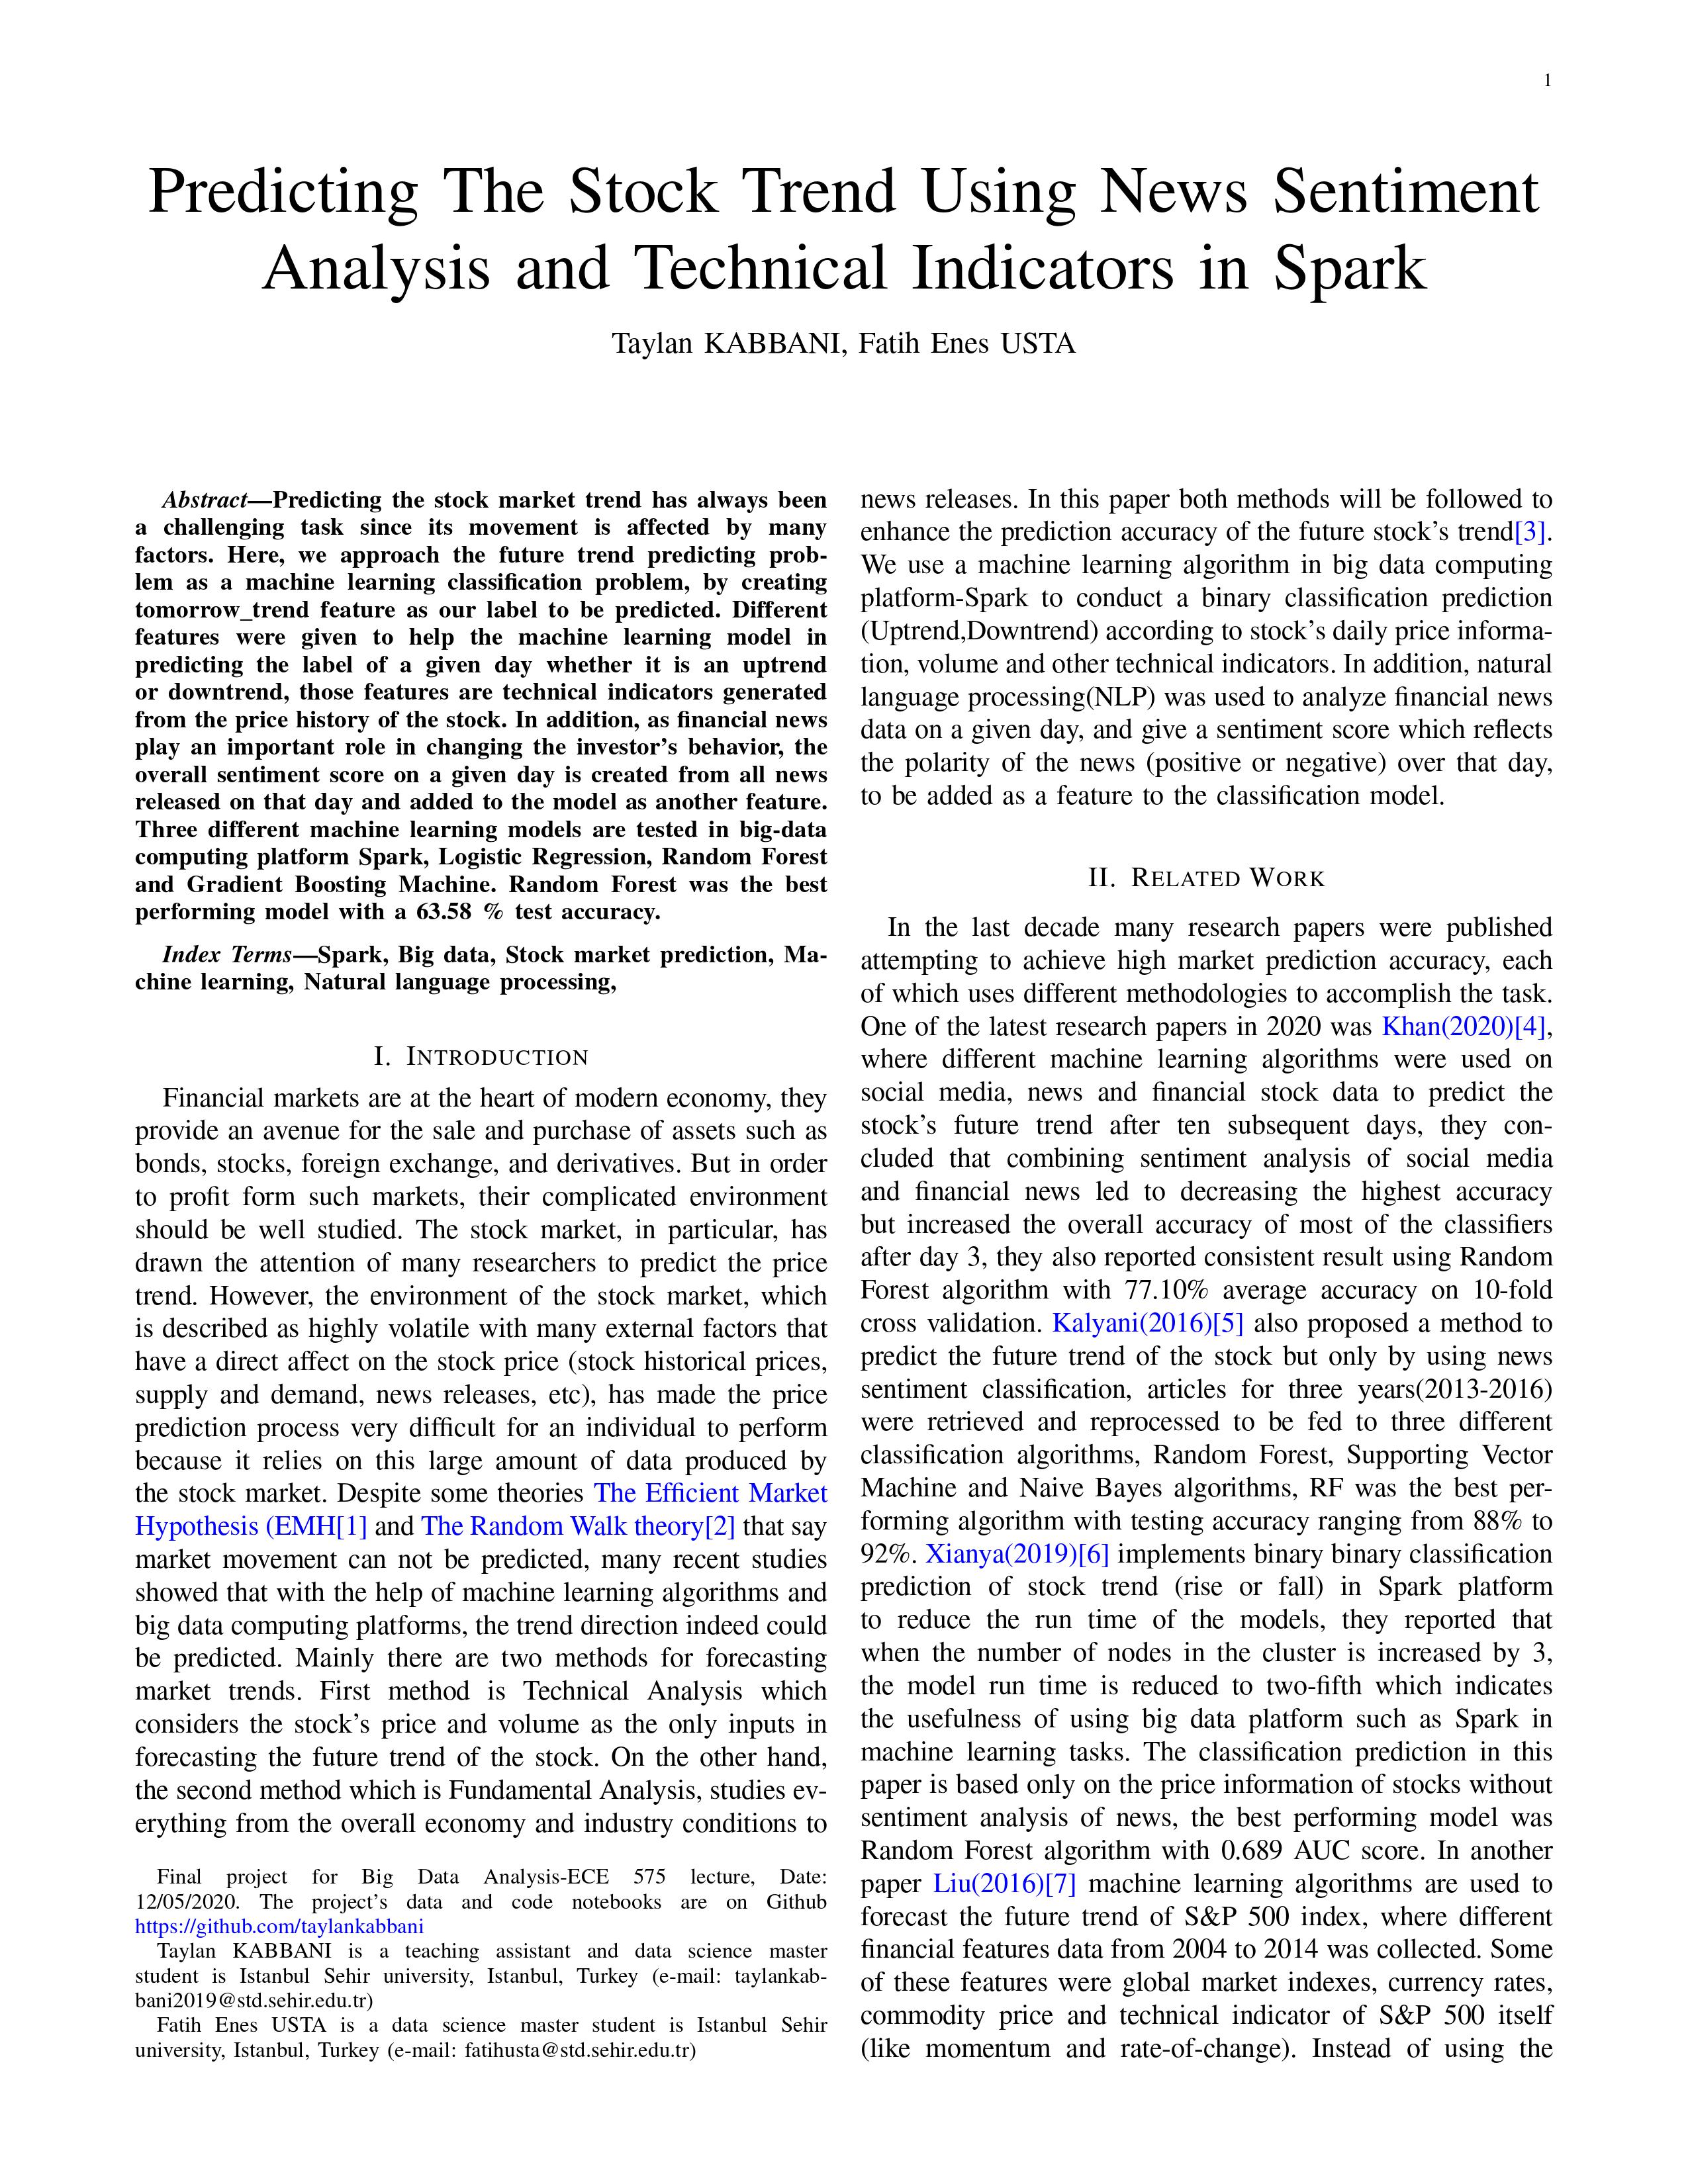 1
Predicting The Stock Trend Using News Sentiment
Analysis and Technical Indicators in Spark
Taylan KABBANI, Fatih Enes USTA
Abstract—Predicting the stock market trend has always been
a challenging task since its movement is affected by many
factors. Here, we approach the future trend predicting prob-
lem as a machine learning classification problem, by creating
tomorrow_trend feature as our label to be predicted. Different
features were given to help the machine learning model in
predicting the label of a given day whether it is an uptrend
or downtrend, those features are technical indicators generated
from the price history of the stock. In addition, as financial news
play an important role in changing the investor's behavior, the
overall sentiment score on a given day is created from all news
released on that day and added to the model as another feature.
Three different machine learning models are tested in big-data
computing platform Spark, Logistic Regression, Random Forest
and Gradient Boosting Machine. Random Forest was the best
performing model with a 63.58 % test accuracy.
Index Terms—Spark, Big data, Stock market prediction, Ma-
chine learning, Natural language processing,
I. INTRODUCTION
Financial markets are at the heart of modern economy, they
provide an avenue for the sale and purchase of assets such as
bonds, stocks, foreign exchange, and derivatives. But in order
to profit form such markets, their complicated environment
should be well studied. The stock market, in particular, has
drawn the attention of many researchers to predict the price
trend. However, the environment of the stock market, which
is described as highly volatile with many external factors that
have a direct affect on the stock price (stock historical prices,
supply and demand, news releases, etc), has made the price
prediction process very difficult for an individual to perform
because it relies on this large amount of data produced by
the stock market. Despite some theories The Efficient Market
Hypothesis (EMH[1] and The Random Walk theory[2] that say
market movement can not be predicted, many recent studies
showed that with the help of machine learning algorithms and
big data computing platforms, the trend direction indeed could
be predicted. Mainly there are two methods for forecasting
market trends. First method is Technical Analysis which
considers the stock's price and volume as the only inputs in
forecasting the future trend of the stock. On the other hand,
the second method which is Fundamental Analysis, studies ev-
erything from the overall economy and industry conditions to
Final project for Big Data Analysis-ECE 575 lecture, Date:
12/05/2020. The project's data and code notebooks are on Github
https://github.com/taylankabbani
Taylan KABBANI is a teaching assistant and data science master
student is Istanbul Sehir university, Istanbul, Turkey (e-mail: taylankab-
bani2019@std.sehir.edu.tr)
Fatih Enes USTA is a data science master student is Istanbul Sehir
university, Istanbul, Turkey (e-mail: fatihusta@std.sehir.edu.tr)
news releases. In this paper both methods will be followed to
enhance the prediction accuracy of the future stock's trend[3].
We use a machine learning algorithm in big data computing
platform-Spark to conduct a binary classification prediction
(Uptrend,Downtrend) according to stock's daily price informa-
tion, volume and other technical indicators. In addition, natural
language processing(NLP) was used to analyze financial news
data on a given day, and give a sentiment score which reflects
the polarity of the news (positive or negative) over that day,
to be added as a feature to the classification model.
II. RELATED WORK
In the last decade many research papers were published
attempting to achieve high market prediction accuracy, each
of which uses different methodologies to accomplish the task.
One of the latest research papers in 2020 was Khan(2020)[4],
where different machine learning algorithms were used on
social media, news and financial stock data to predict the
stock's future trend after ten subsequent days, they con-
cluded that combining sentiment analysis of social media
and financial news led to decreasing the highest accuracy
but increased the overall accuracy of most of the classifiers
after day 3, they also reported consistent result using Random
Forest algorithm with 77.10% average accuracy on 10-fold
cross validation. Kalyani(2016)[5] also proposed a method to
predict the future trend of the stock but only by using news
sentiment classification, articles for three years(2013-2016)
were retrieved and reprocessed to be fed to three different
classification algorithms, Random Forest, Supporting Vector
Machine and Naive Bayes algorithms, RF was the best per-
forming algorithm with testing accuracy ranging from 88% to
92%. Xianya(2019)[6] implements binary binary classification
prediction of stock trend (rise or fall) in Spark platform
to reduce the run time of the models, they reported that
when the number of nodes in the cluster is increased by 3,
the model run time is reduced to two-fifth which indicates
the usefulness of using big data platform such as Spark in
machine learning tasks. The classification prediction in this
paper is based only on the price information of stocks without
sentiment analysis of news, the best performing model was
Random Forest algorithm with 0.689 AUC score. In another
paper Liu(2016)[7] machine learning algorithms are used to
forecast the future trend of S&P 500 index, where different
financial features data from 2004 to 2014 was collected. Some
of these features were global market indexes, currency rates,
commodity price and technical indicator of S&P 500 itself
(like momentum and rate-of-change). Instead of using the